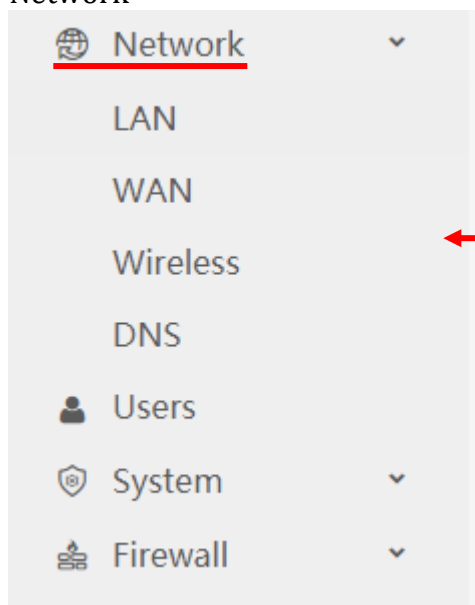 Network
Network
LAN
WAN
Wireless
DNS
Users
System
Firewall